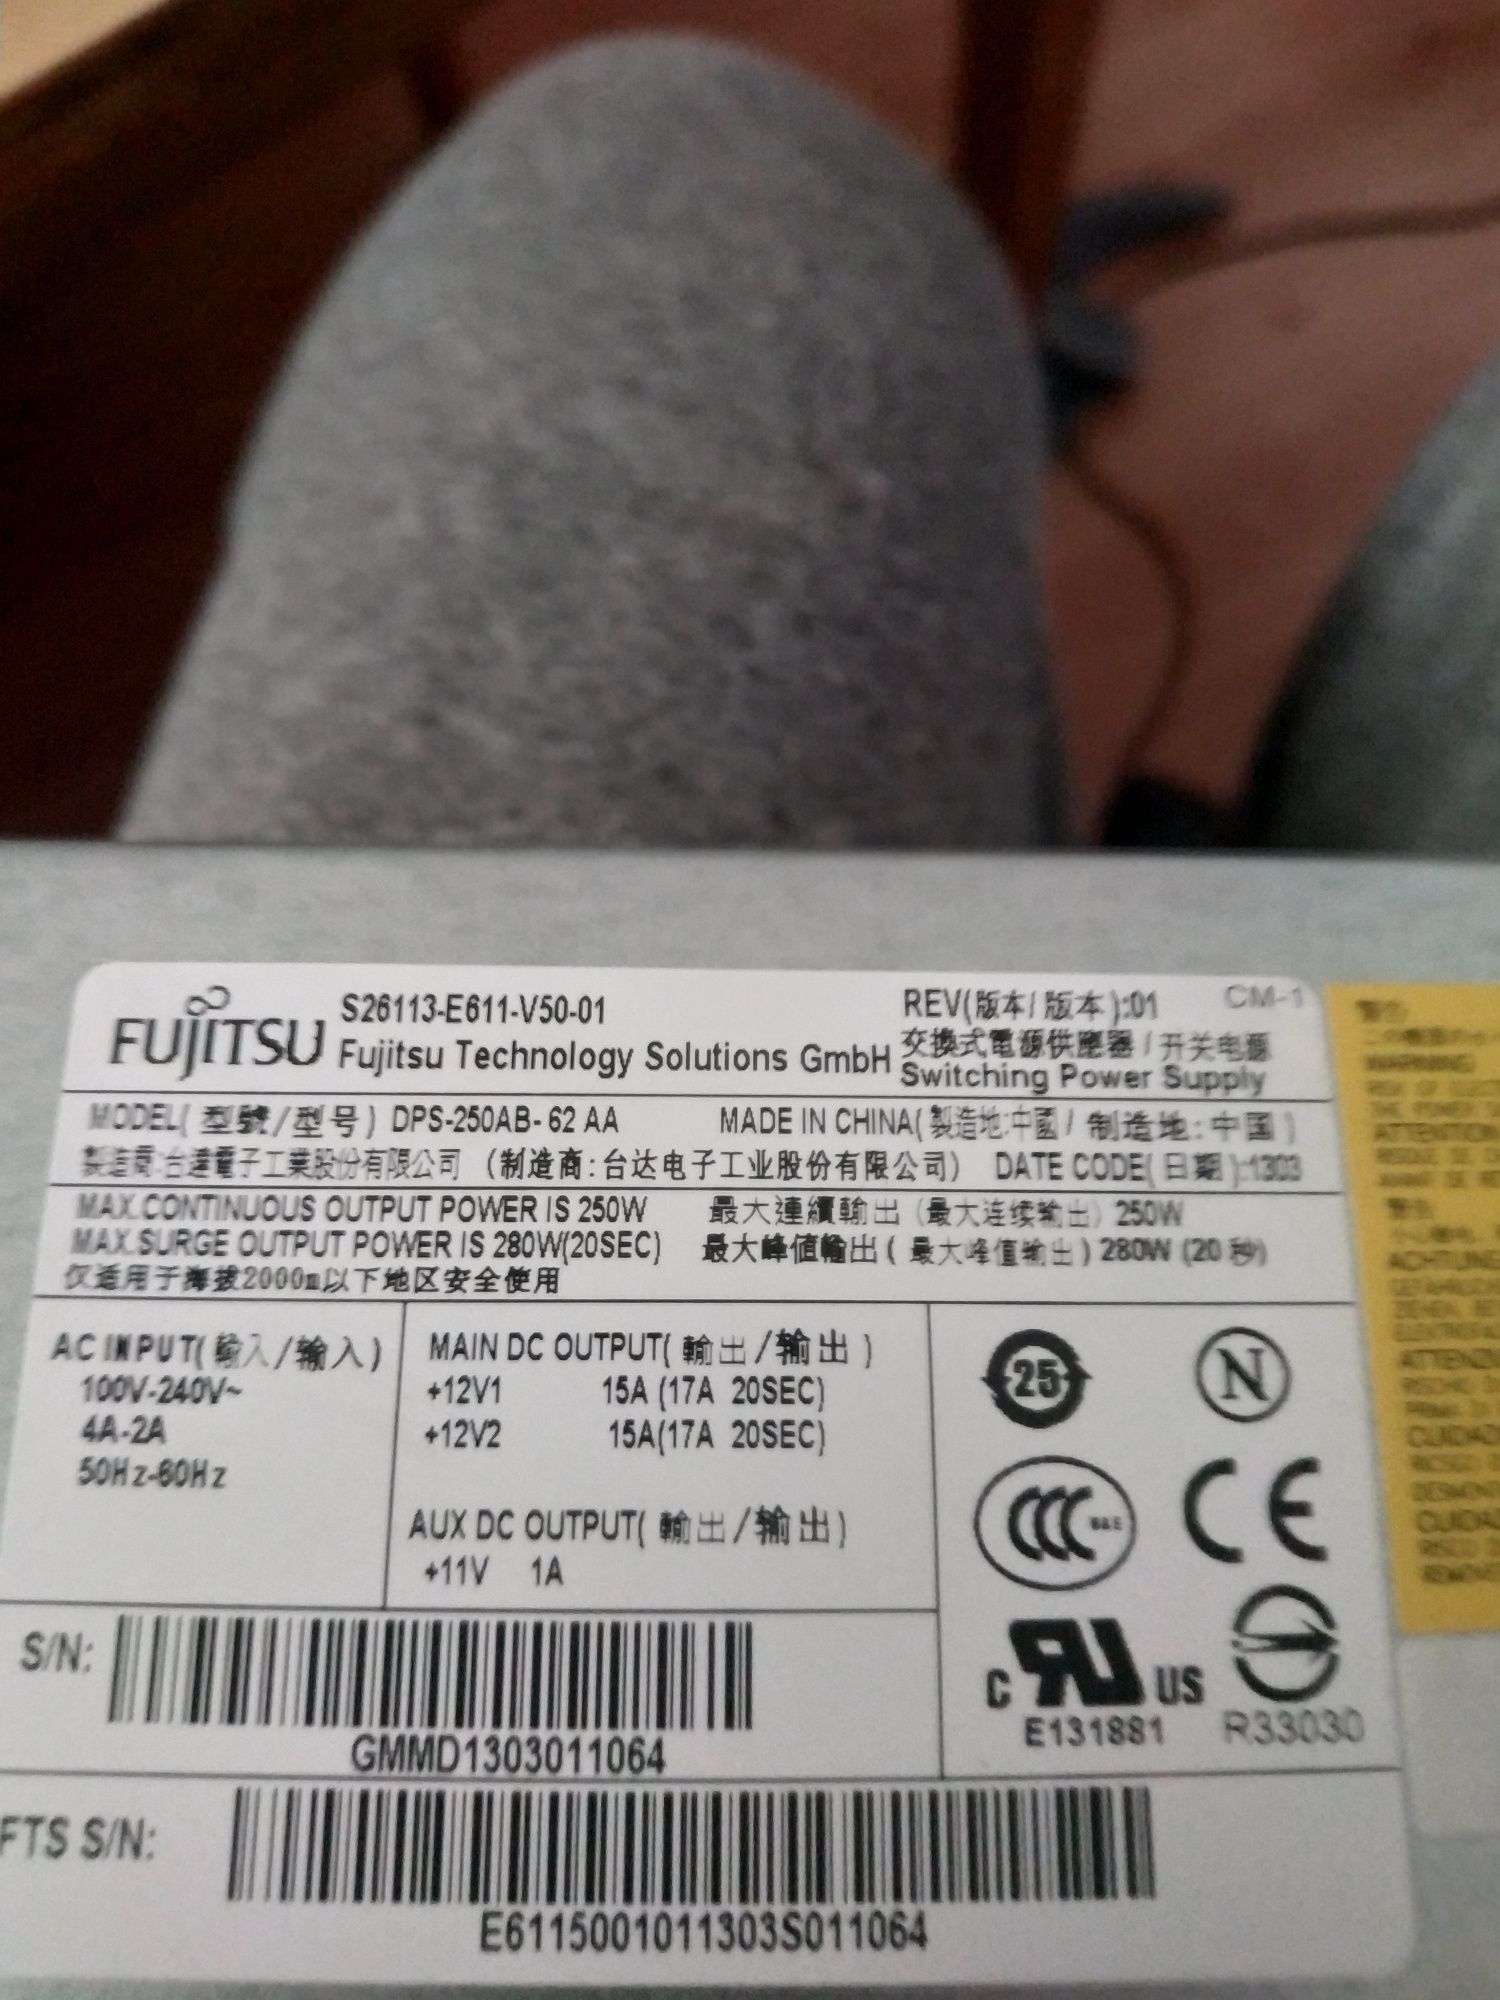 FUJITSU
S26113-E611-V50-01
Fujitsu Technology Solutions GmbH
REV(版本/版本):01
CM-1
交換式電源供應器/开关电源
Switching Power Supply
MODEL(型號/型号) DPS-250AB-62 AA
MADE IN CHINA(製造地:中國/制造地:中国)
製造商:台達電子工業股份有限公司 (制造商:台达电子工业股份有限公司) DATE CODE(日期):1303
MAX.CONTINUOUS OUTPUT POWER IS 250W 最大連續輸出(最大连续输出)250W
MAX.SURGE OUTPUT POWER IS 280W(20SEC) 最大峰值輸出(最大峰值输出)280W (20秒)
仅适用于海拔2000m以下地区安全使用
AC INPUT(輸入/输入)
100V-240V~
4A-2A
50Hz-60Hz
MAIN DC OUTPUT(輸出/输出)
+12V1 15A (17A 20SEC)
+12V2 15A(17A 20SEC)
AUX DC OUTPUT(輸出/输出)
+11V 1A
25
N
CCC S&E
CE
C RU US
E131881
R33030
S/N:
GMMD1303011064
FTS S/N:
E6115001011303S011064
警告
WARNING
ATTENTION
警告
ACHTUNG
CUIDAD